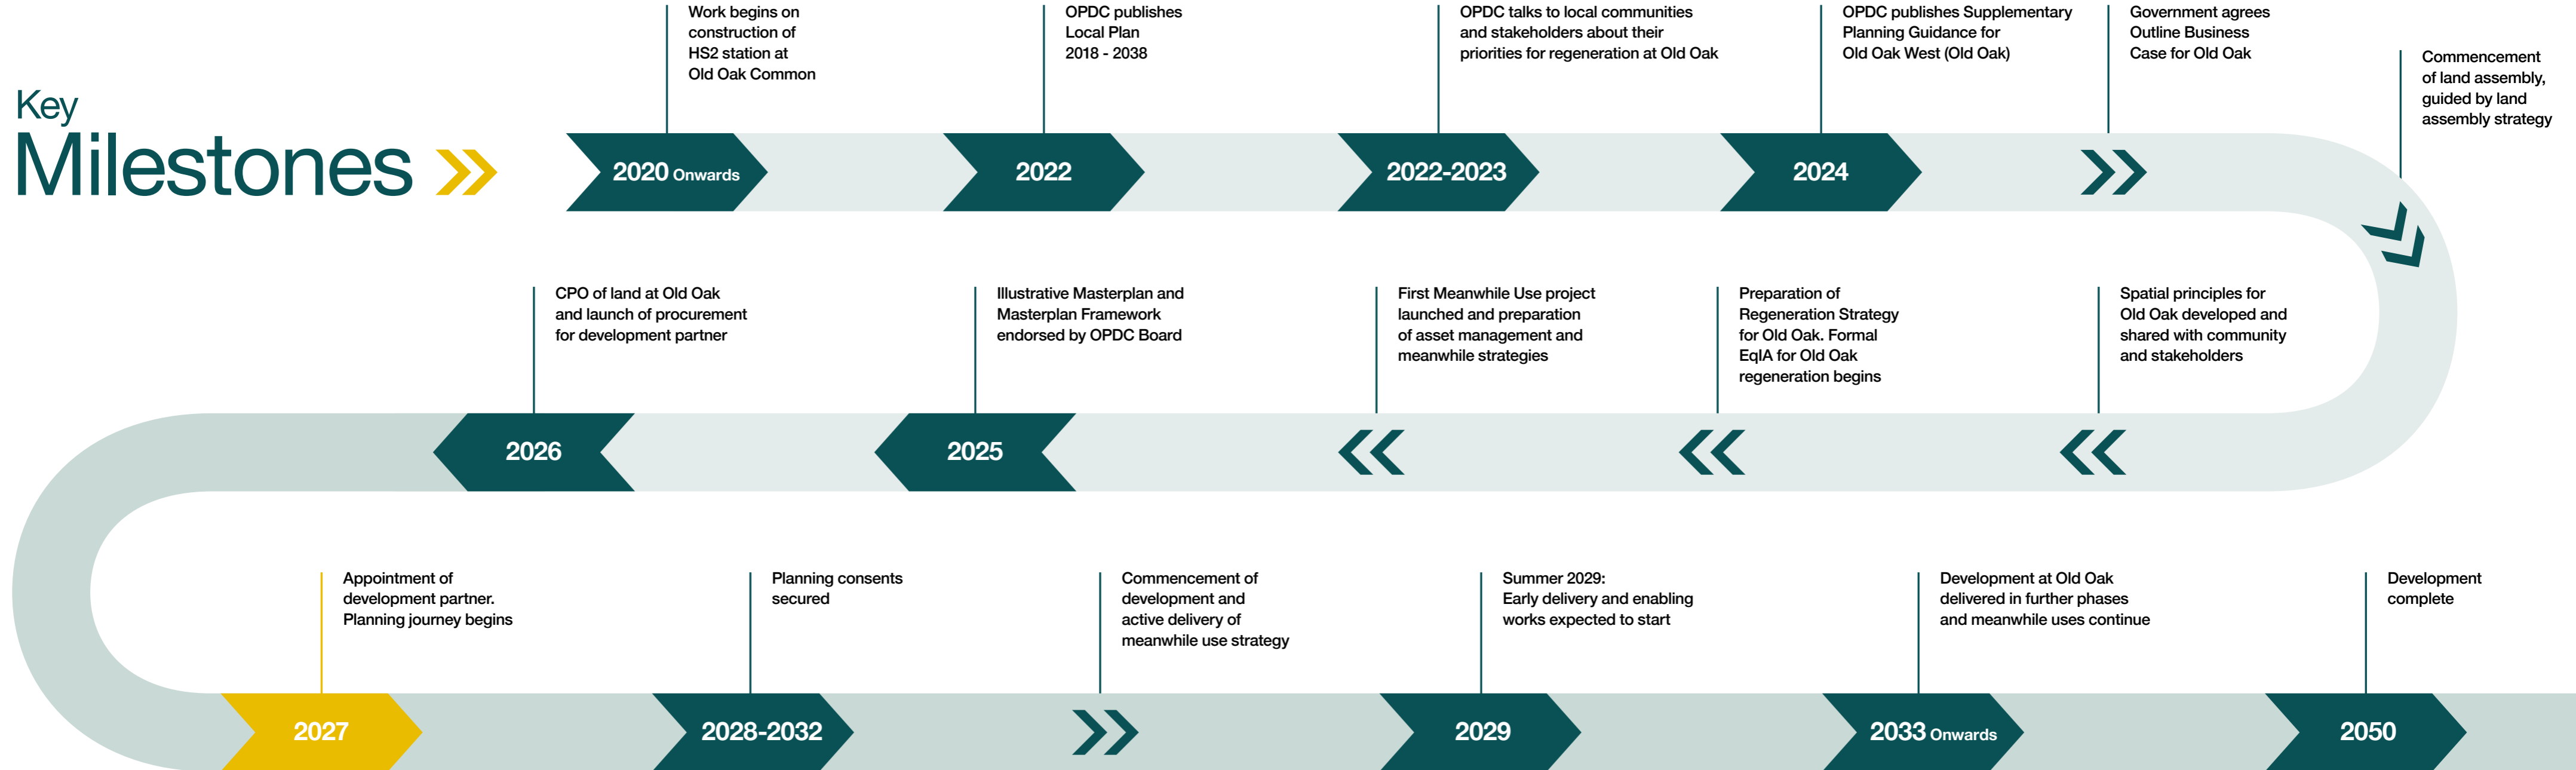 Key
Milestones
Work begins on
construction of
HS2 station at
Old Oak Common
2020 Onwards
OPDC publishes
Local Plan
2018 - 2038
2022
OPDC talks to local communities
and stakeholders about their
priorities for regeneration at Old Oak
2022-2023
OPDC publishes Supplementary
Planning Guidance for
Old Oak West (Old Oak)
2024
Government agrees
Outline Business
Case for Old Oak
Commencement
of land assembly,
guided by land
assembly strategy
Spatial principles for
Old Oak developed and
shared with community
and stakeholders
Preparation of
Regeneration Strategy
for Old Oak. Formal
EqIA for Old Oak
regeneration begins
First Meanwhile Use project
launched and preparation
of asset management and
meanwhile strategies
Illustrative Masterplan and
Masterplan Framework
endorsed by OPDC Board
2025
CPO of land at Old Oak
and launch of procurement
for development partner
2026
Appointment of
development partner.
Planning journey begins
2027
Planning consents
secured
2028-2032
Commencement of
development and
active delivery of
meanwhile use strategy
Summer 2029:
Early delivery and enabling
works expected to start
2029
Development at Old Oak
delivered in further phases
and meanwhile uses continue
2033 Onwards
Development
complete
2050